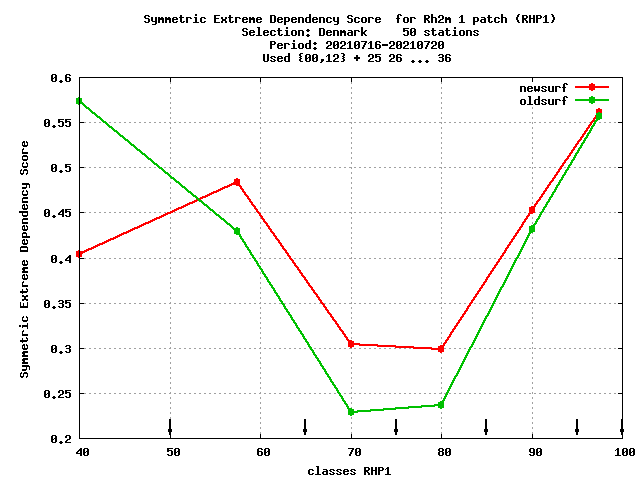 Symmetric Extreme Dependency Score  for Rh2m 1 patch (RHP1)
Selection: Denmark     50 stations
Period: 20210716-20210720
Used {00,12} + 25 26 ... 36
newsurf
oldsurf
Symmetric Extreme Dependency Score
0.6
0.55
0.5
0.45
0.4
0.35
0.3
0.25
0.2
40 50 60 70 80 90 100
classes RHP1